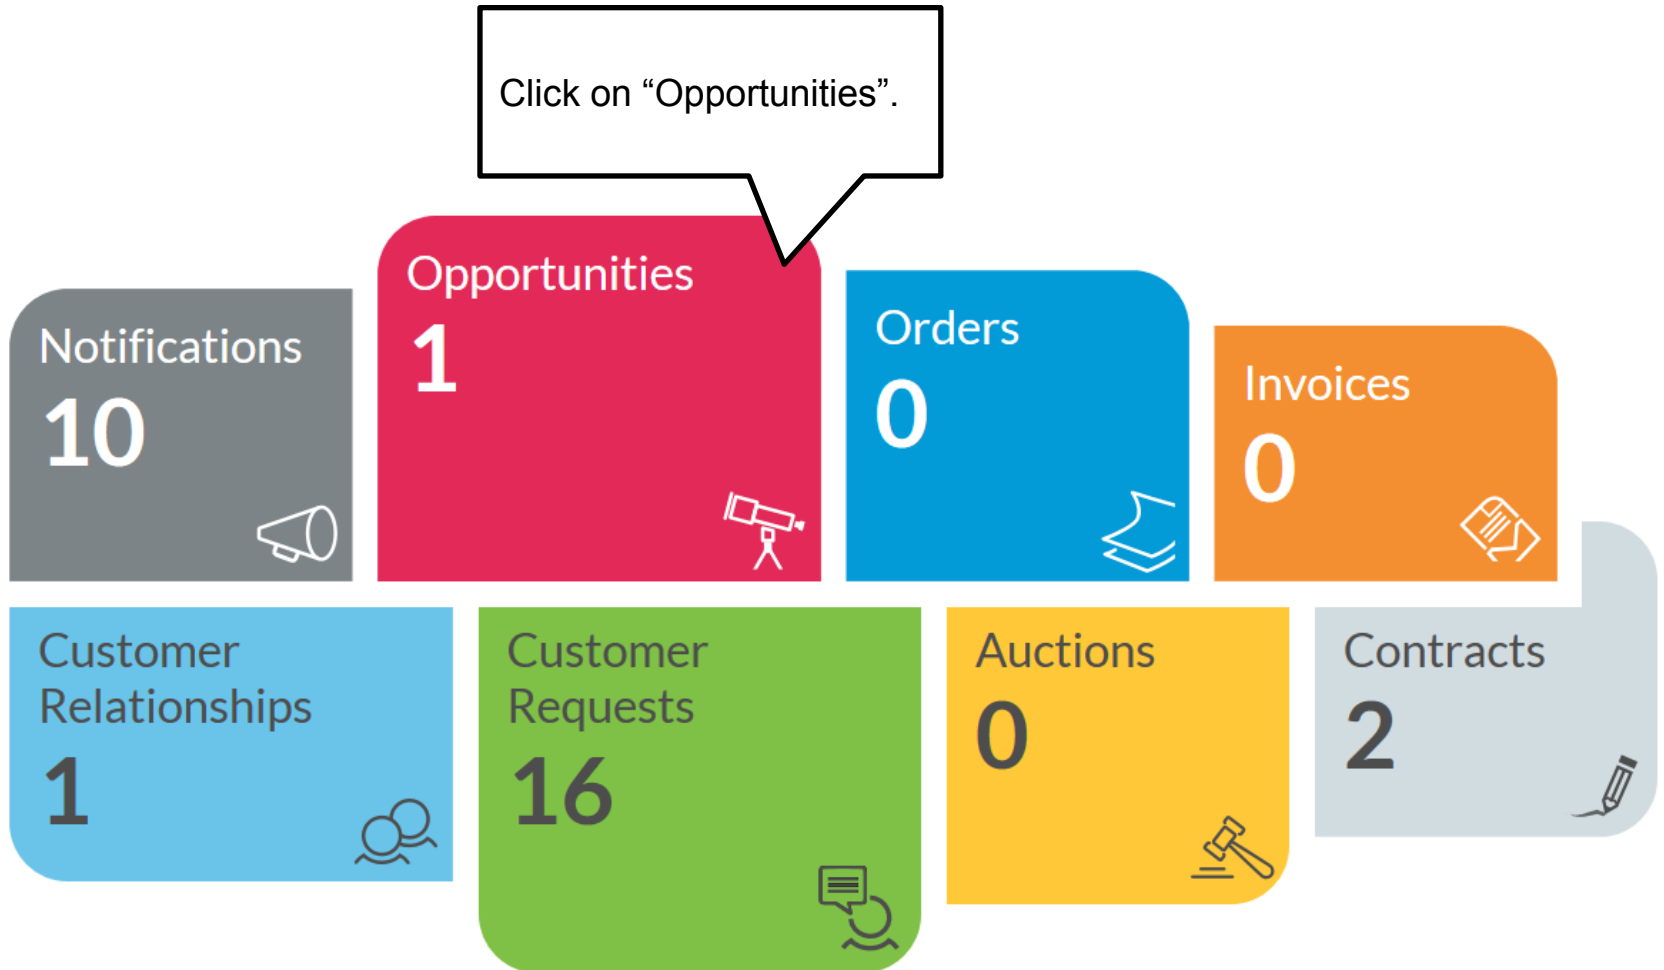 Click on “Opportunities”.
Opportunities
1
Notifications
10
Orders
0
Invoices
0
Customer
Relationships
1
Customer
Requests
16
Auctions
0
Contracts
2